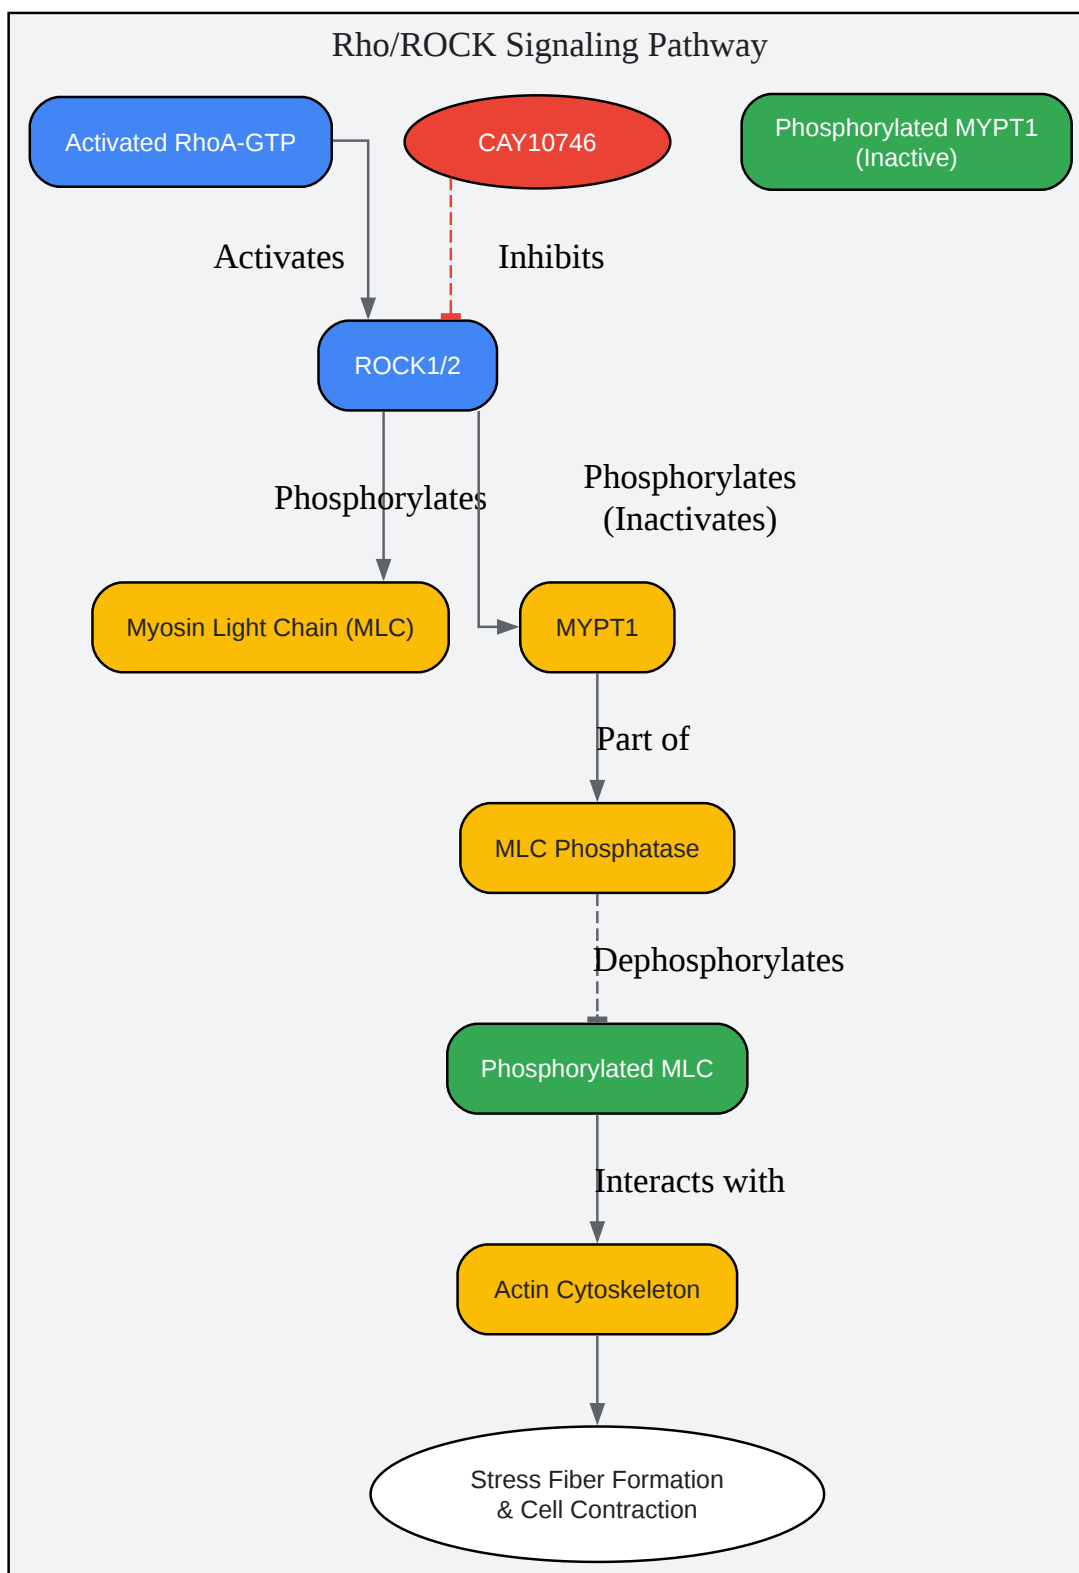 Rho/ROCK Signaling Pathway
Activated RhoA-GTP
CAY10746
Phosphorylated MYPT1
(Inactive)
Activates
Inhibits
ROCK1/2
Phosphorylates
Phosphorylates
(Inactivates)
Myosin Light Chain (MLC)
MYPT1
Part of
MLC Phosphatase
Dephosphorylates
Phosphorylated MLC
Interacts with
Actin Cytoskeleton
Stress Fiber Formation
& Cell Contraction